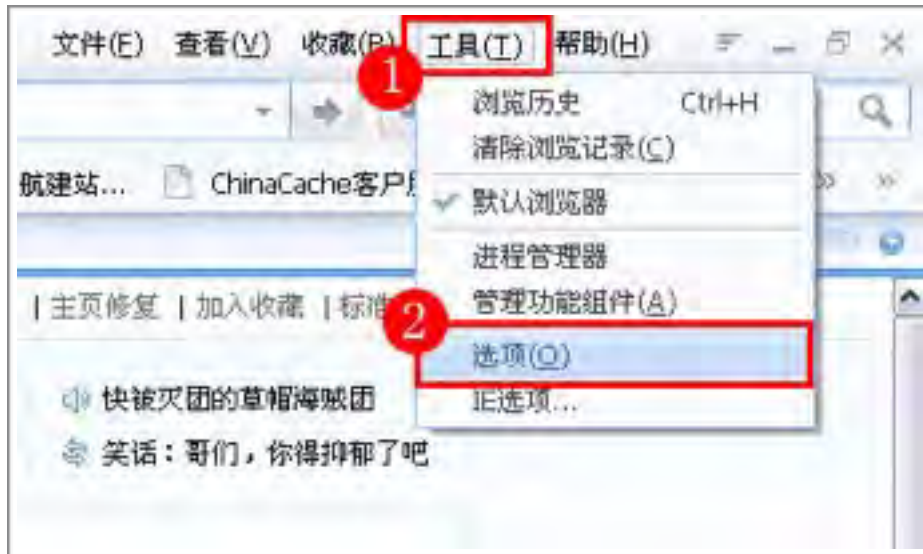 文件(F) 查看(V) 收藏(B) 工具(T) 帮助(H)
1
浏览历史 Ctrl+H
清除浏览记录(C)
航建站... ChinaCache客户
默认浏览器
进程管理器
管理功能组件(A)
|主页修复 |加入收藏 |标准
2
选项(O)
IE选项...
快被灭团的草帽海贼团
笑话：哥们，你得抑郁了吧